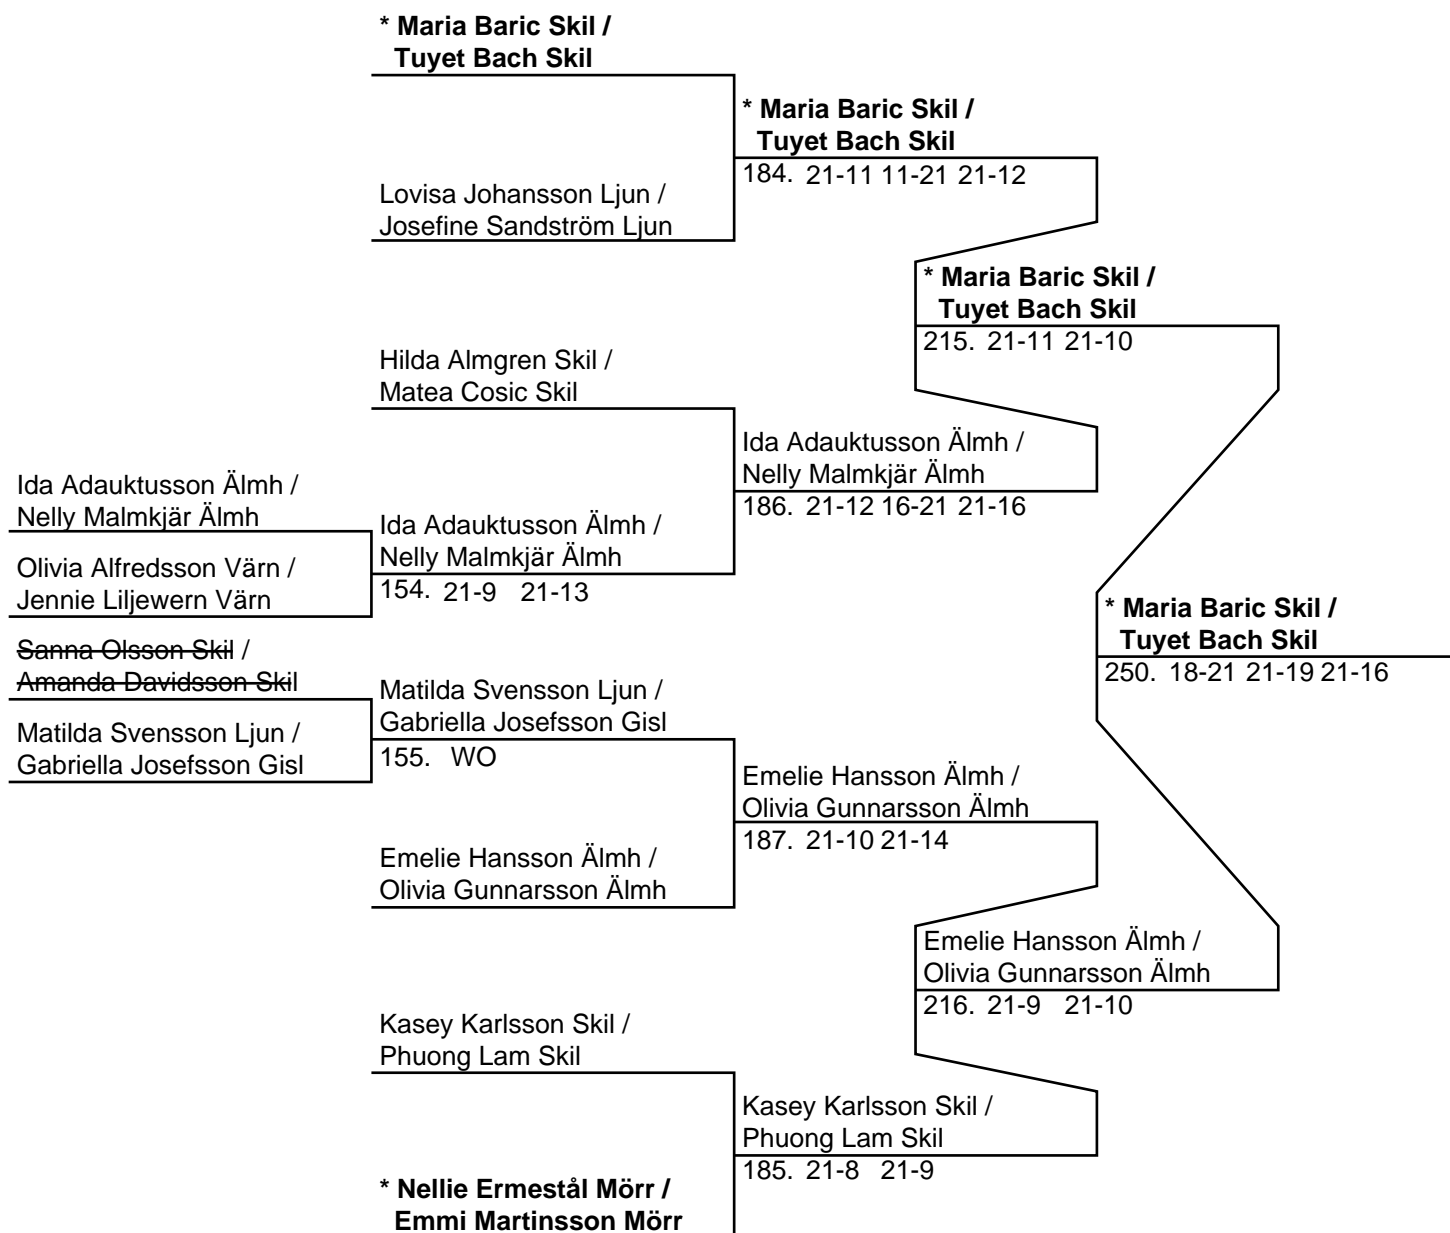 * Maria Baric Skil /
Tuyet Bach Skil
* Maria Baric Skil /
Tuyet Bach Skil
184. 21-11 11-21 21-12
Lovisa Johansson Ljun /
Josefine Sandström Ljun
* Maria Baric Skil /
Tuyet Bach Skil
215. 21-11 21-10
Hilda Almgren Skil /
Matea Cosic Skil
Ida Adauktusson Älmh /
Nelly Malmkjär Älmh
186. 21-12 16-21 21-16
Ida Adauktusson Älmh /
Nelly Malmkjär Älmh
Ida Adauktusson Älmh /
Nelly Malmkjär Älmh
154. 21-9 21-13
Olivia Alfredsson Värn /
Jennie Liljewern Värn
* Maria Baric Skil /
Tuyet Bach Skil
250. 18-21 21-19 21-16
Sanna Olsson Skil /
Amanda Davidsson Skil
Matilda Svensson Ljun /
Gabriella Josefsson Gisl
155. WO
Matilda Svensson Ljun /
Gabriella Josefsson Gisl
Emelie Hansson Älmh /
Olivia Gunnarsson Älmh
187. 21-10 21-14
Emelie Hansson Älmh /
Olivia Gunnarsson Älmh
Emelie Hansson Älmh /
Olivia Gunnarsson Älmh
216. 21-9 21-10
Kasey Karlsson Skil /
Phuong Lam Skil
Kasey Karlsson Skil /
Phuong Lam Skil
185. 21-8 21-9
* Nellie Ermestål Mörr /
Emmi Martinsson Mörr